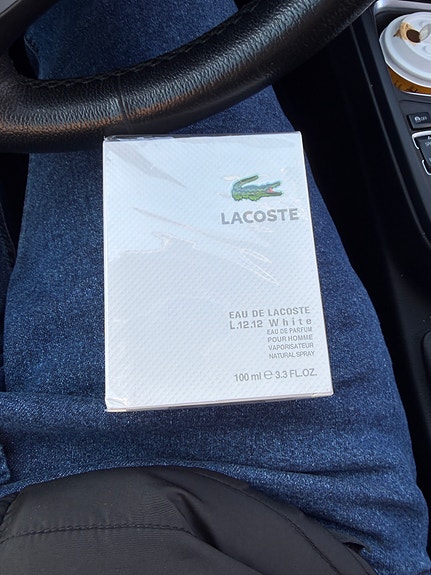 LACOSTE
EAU DE LACOSTE
L.12.12 White
EAU DE PARFUM
POUR HOMME
VAPORISATEUR
NATURAL SPRAY
100 ml ℮ 3.3 FL.OZ.
OFF